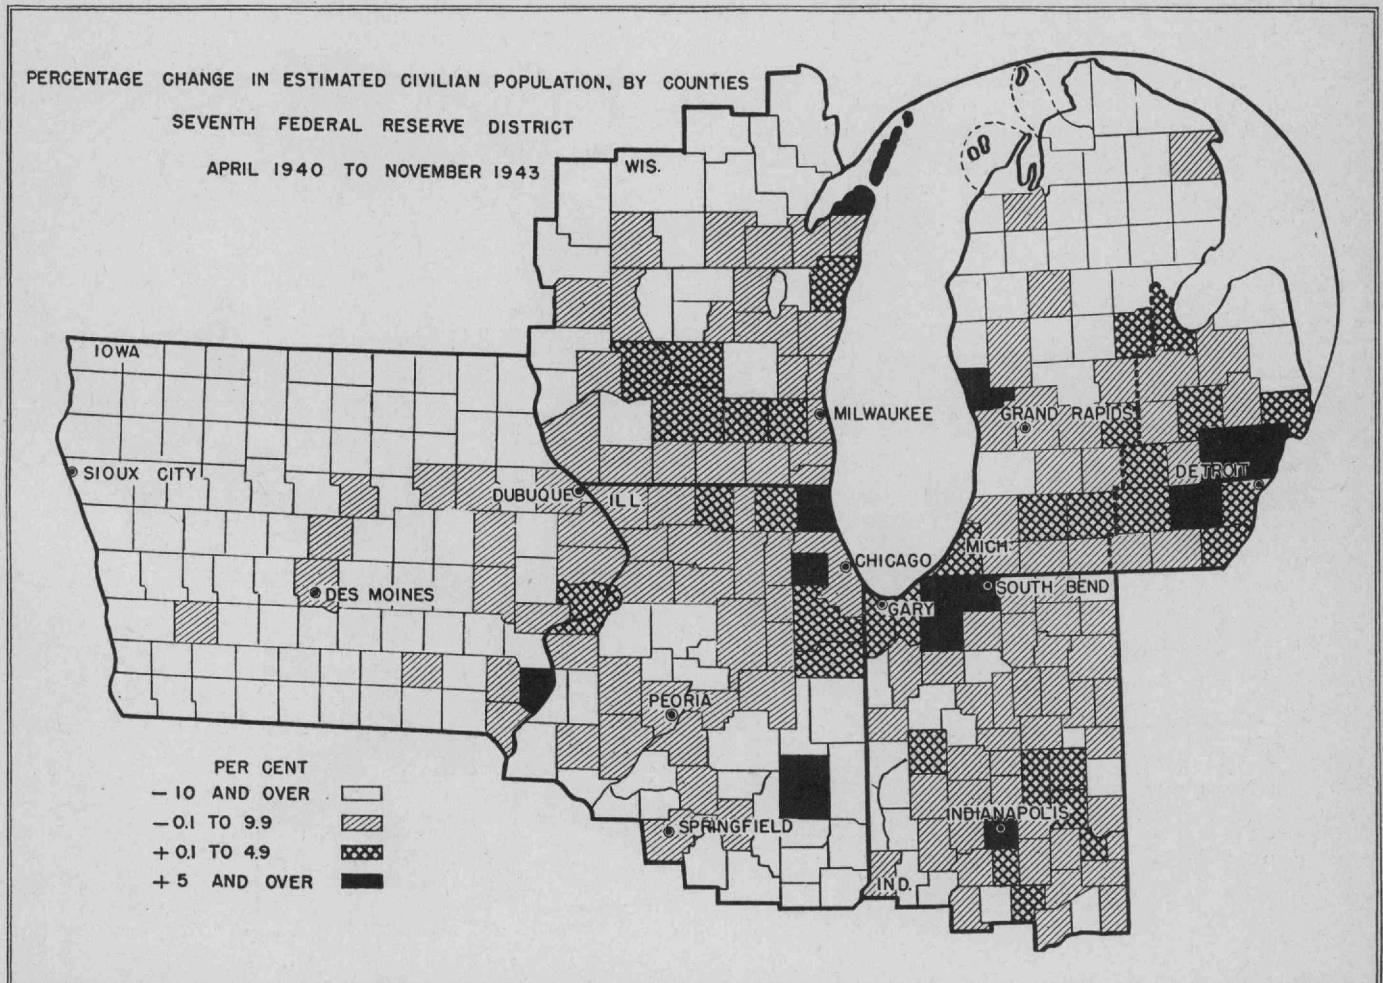 PERCENTAGE CHANGE IN ESTIMATED CIVILIAN POPULATION, BY COUNTIES
SEVENTH FEDERAL RESERVE DISTRICT
APRIL 1940 TO NOVEMBER 1943
WIS.
IOWA
MILWAUKEE
GRAND RAPIDS
SIOUX CITY
DETROIT
DUBUQUE
ILL.
MICH.
CHICAGO
DES MOINES
SOUTH BEND
GARY
PEORIA
PER CENT
— 10 AND OVER
— 0.1 TO 9.9
+ 0.1 TO 4.9
+ 5 AND OVER
INDIANAPOLIS
SPRINGFIELD
IND.